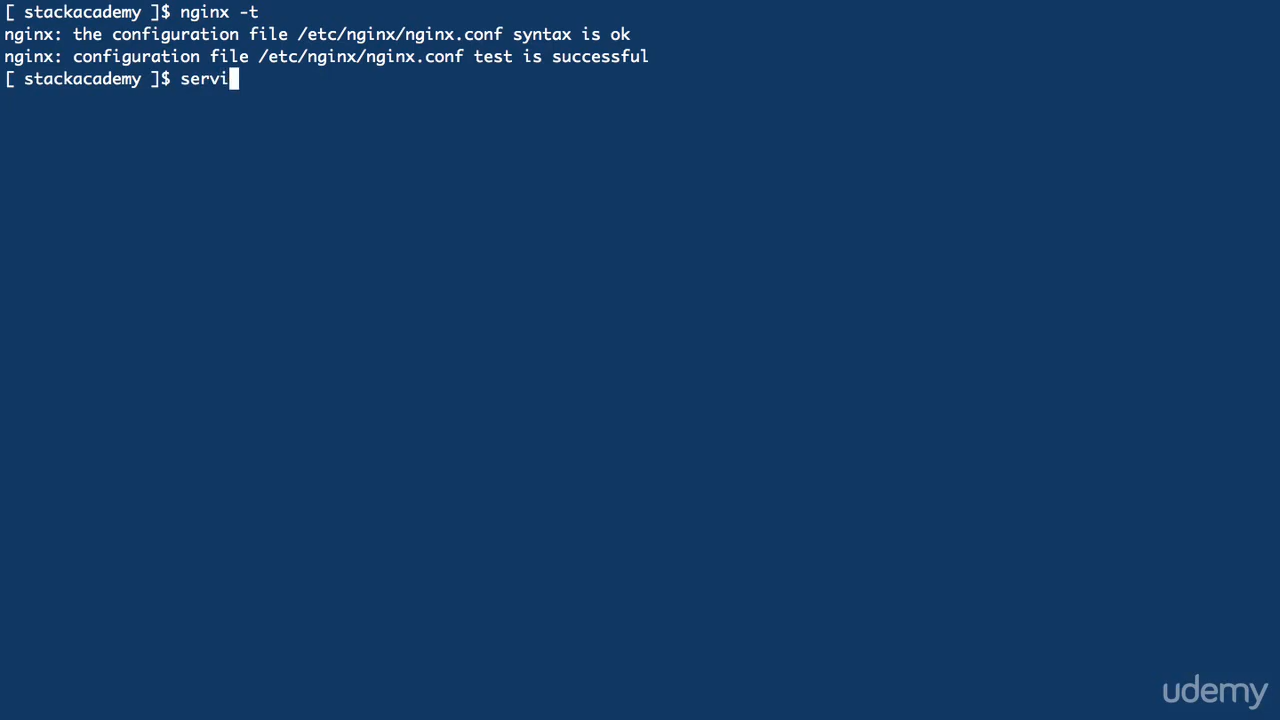 [ stackacademy ]$ nginx -t
nginx: the configuration file /etc/nginx/nginx.conf syntax is ok
nginx: configuration file /etc/nginx/nginx.conf test is successful
[ stackacademy ]$ servi
udemy